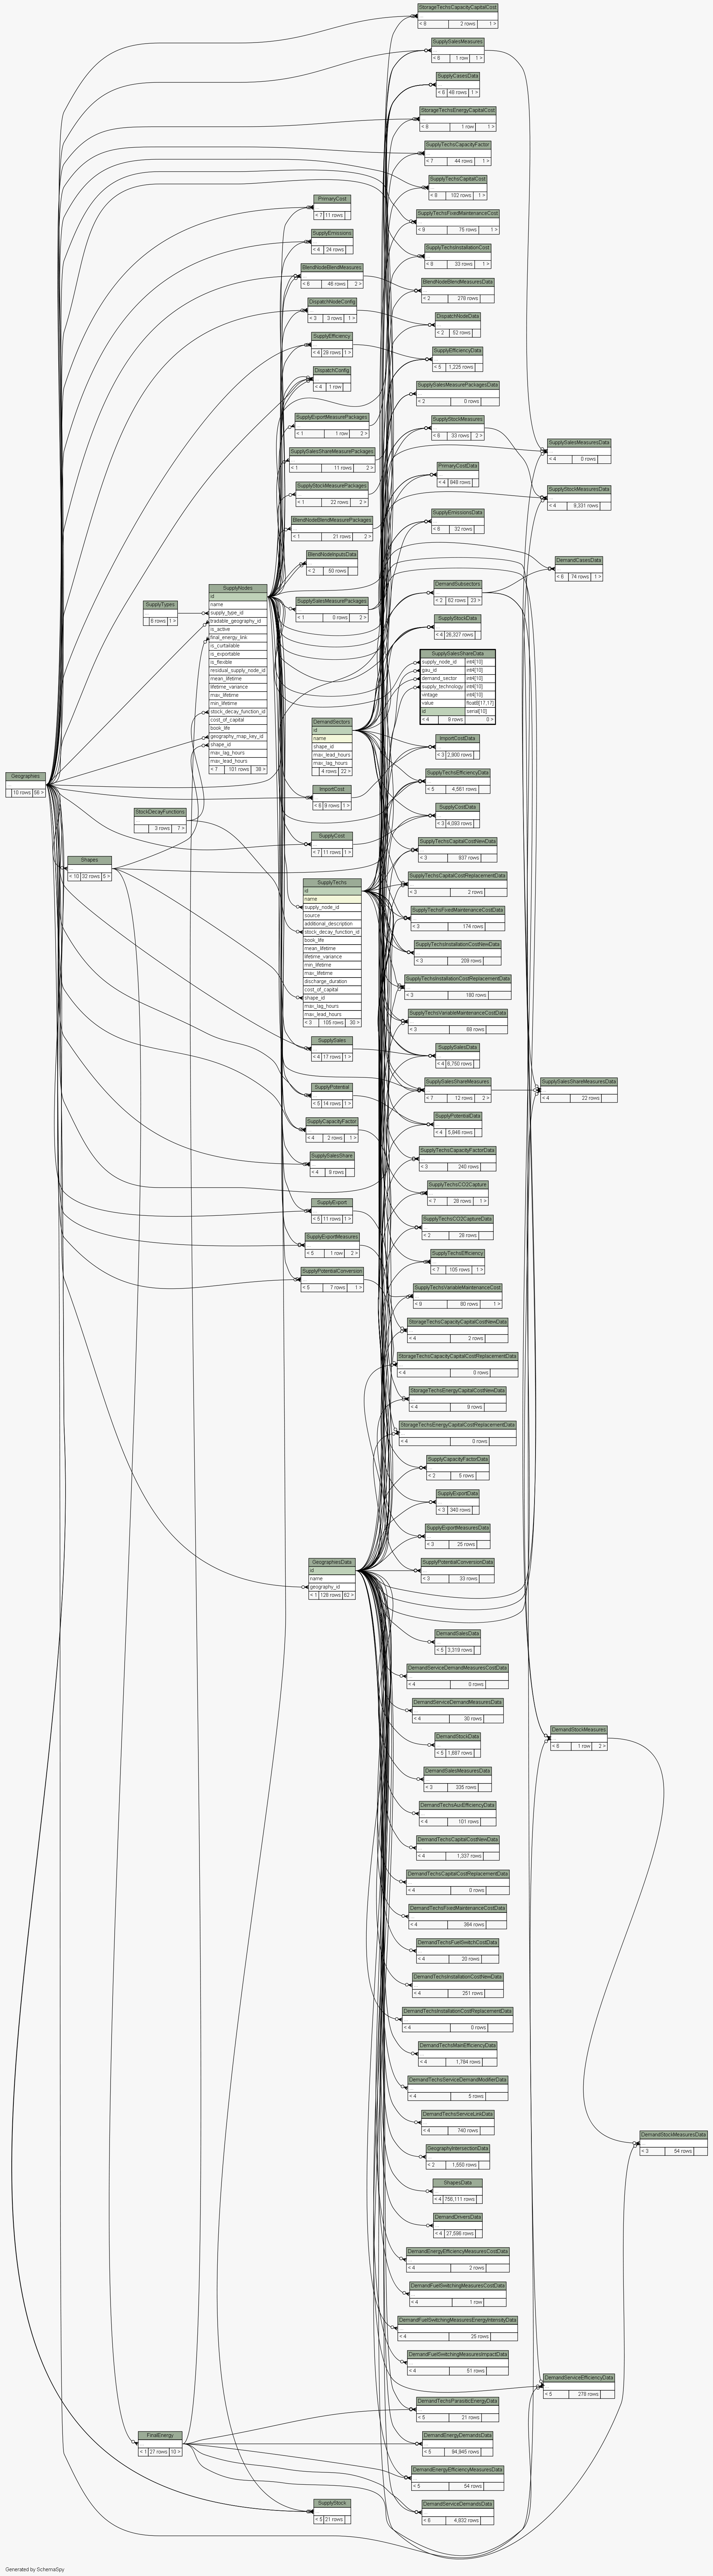 StorageTechsCapacityCapitalCost
...
< 8 2 rows 1 >
SupplySalesMeasures
...
< 6 1 row 1 >
SupplyCasesData
...
48 rows 1 >
StorageTechsEnergyCapitalCost
...
1 row 1 >
SupplyTechsCapacityFactor
...
< 7 44 rows 1 >
SupplyTechsCapitalCost
...
102 rows 1 >
PrimaryCost
...
< 7 11 rows
SupplyTechsFixedMaintenanceCost
...
75 rows 1 >
SupplyEmissions
...
< 4 24 rows
SupplyTechsInstallationCost
...
33 rows 1 >
BlendNodeBlendMeasures
...
46 rows 2 >
BlendNodeBlendMeasuresData
...
< 2 278 rows
DispatchNodeConfig
...
< 3 3 rows 1 >
DispatchNodeData
...
< 2 52 rows
SupplyEfficiency
...
< 4 29 rows 1 >
SupplyEfficiencyData
...
< 5 1,225 rows
DispatchConfig
...
< 4 1 row
SupplySalesMeasurePackagesData
...
< 2 0 rows
SupplyExportMeasurePackages
...
< 1 1 row 2 >
SupplyStockMeasures
...
33 rows 2 >
SupplySalesMeasuresData
...
< 4 0 rows
SupplySalesShareMeasurePackages
...
< 1 11 rows 2 >
PrimaryCostData
...
< 4 848 rows
SupplyStockMeasurePackages
...
< 1 22 rows 2 >
SupplyStockMeasuresData
...
< 4 8,331 rows
BlendNodeBlendMeasurePackages
...
< 1 21 rows 2 >
SupplyEmissionsData
...
32 rows
BlendNodeInputsData
...
< 2 50 rows
DemandCasesData
...
74 rows 1 >
SupplyNodes
id
name
supply_type_id
tradable_geography_id
is_active
final_energy_link
is_curtailable
is_exportable
is_flexible
residual_supply_node_id
mean_lifetime
lifetime_variance
max_lifetime
min_lifetime
stock_decay_function_id
cost_of_capital
book_life
geography_map_key_id
shape_id
max_lag_hours
max_lead_hours
< 7 101 rows 38 >
SupplyTypes
...
6 rows 1 >
DemandSubsectors
...
< 2 62 rows 23 >
SupplySalesMeasurePackages
...
< 1 0 rows 2 >
SupplyStockData
...
< 4 26,327 rows
SupplySalesShareData
supply_node_id int4[10]
gau_id int4[10]
demand_sector int4[10]
supply_technology int4[10]
vintage int4[10]
value float8[17,17]
id serial[10]
< 4 9 rows 0 >
DemandSectors
id
name
shape_id
max_lead_hours
max_lag_hours
4 rows 22 >
ImportCostData
...
< 3 2,900 rows
Geographies
...
10 rows 58 >
SupplyTechsEfficiencyData
...
< 5 4,561 rows
ImportCost
...
9 rows 1 >
StockDecayFunctions
...
3 rows 7 >
SupplyCostData
...
< 3 4,093 rows
SupplyCost
...
< 7 11 rows 1 >
SupplyTechsCapitalCostNewData
...
< 3 837 rows
Shapes
...
< 10 32 rows 5 >
SupplyTechsCapitalCostReplacementData
...
< 3 2 rows
SupplyTechs
id
name
supply_node_id
source
additional_description
stock_decay_function_id
book_life
mean_lifetime
lifetime_variance
min_lifetime
max_lifetime
discharge_duration
cost_of_capital
shape_id
max_lag_hours
max_lead_hours
< 3 105 rows 30 >
SupplyTechsFixedMaintenanceCostData
...
< 3 174 rows
SupplyTechsInstallationCostNewData
...
< 3 209 rows
SupplyTechsInstallationCostReplacementData
...
< 3 180 rows
SupplyTechsVariableMaintenanceCostData
...
< 3 88 rows
SupplySales
...
< 4 17 rows 1 >
SupplySalesData
...
< 4 6,750 rows
SupplyPotential
...
< 5 14 rows 1 >
SupplySalesShareMeasures
...
< 7 12 rows 2 >
SupplySalesShareMeasuresData
...
< 4 22 rows
SupplyCapacityFactor
...
< 4 2 rows 1 >
SupplyPotentialData
...
< 4 5,846 rows
SupplySalesShare
...
< 4 9 rows
SupplyTechsCapacityFactorData
...
< 3 240 rows
SupplyTechsCO2Capture
...
< 7 26 rows 1 >
SupplyExport
...
11 rows 1 >
SupplyTechsCO2CaptureData
...
< 2 26 rows
SupplyExportMeasures
...
< 5 1 row 2 >
SupplyTechsEfficiency
...
< 7 105 rows 1 >
SupplyPotentialConversion
...
7 rows 1 >
SupplyTechsVariableMaintenanceCost
...
80 rows 1 >
StorageTechsCapacityCapitalCostNewData
...
< 4 2 rows
StorageTechsCapacityCapitalCostReplacementData
...
< 4 0 rows
StorageTechsEnergyCapitalCostNewData
...
< 4 9 rows
StorageTechsEnergyCapitalCostReplacementData
...
< 4 0 rows
SupplyCapacityFactorData
...
< 2 5 rows
SupplyExportData
...
< 3 340 rows
SupplyExportMeasuresData
...
< 3 25 rows
SupplyPotentialConversionData
...
< 3 33 rows
GeographiesData
id
name
geography_id
< 1 128 rows 62 >
DemandSalesData
...
< 5 3,319 rows
DemandServiceDemandMeasuresCostData
...
< 4 0 rows
DemandServiceDemandMeasuresData
...
< 4 30 rows
DemandStockData
...
< 5 1,687 rows
DemandStockMeasures
...
1 row 2 >
DemandSalesMeasuresData
...
< 3 335 rows
DemandTechsAuxEfficiencyData
...
< 4 101 rows
DemandTechsCapitalCostNewData
...
< 4 1,337 rows
DemandTechsCapitalCostReplacementData
...
< 4 0 rows
DemandTechsFixedMaintenanceCostData
...
< 4 364 rows
DemandTechsFuelSwitchCostData
...
< 4 20 rows
DemandTechsInstallationCostNewData
...
< 4 251 rows
DemandTechsInstallationCostReplacementData
...
< 4 0 rows
DemandTechsMainEfficiencyData
...
< 4 1,784 rows
DemandTechsServiceDemandModifierData
...
< 4 5 rows
DemandTechsServiceLinkData
...
< 4 740 rows
DemandStockMeasuresData
...
< 3 54 rows
GeographyIntersectionData
...
< 2 1,550 rows
ShapesData
...
< 4 756,111 rows
DemandDriversData
...
< 4 27,598 rows
DemandEnergyEfficiencyMeasuresCostData
...
< 4 2 rows
DemandFuelSwitchingMeasuresCostData
...
< 4 1 row
DemandFuelSwitchingMeasuresEnergyIntensityData
...
< 4 25 rows
DemandFuelSwitchingMeasuresImpactData
...
< 4 51 rows
DemandServiceEfficiencyData
...
< 5 278 rows
DemandTechsParasiticEnergyData
...
< 5 21 rows
FinalEnergy
...
< 1 27 rows 10 >
DemandEnergyDemandsData
...
< 5 94,945 rows
DemandEnergyEfficiencyMeasuresData
...
< 5 54 rows
SupplyStock
...
< 5 21 rows
DemandServiceDemandsData
...
4,932 rows
Generated by SchemaSpy